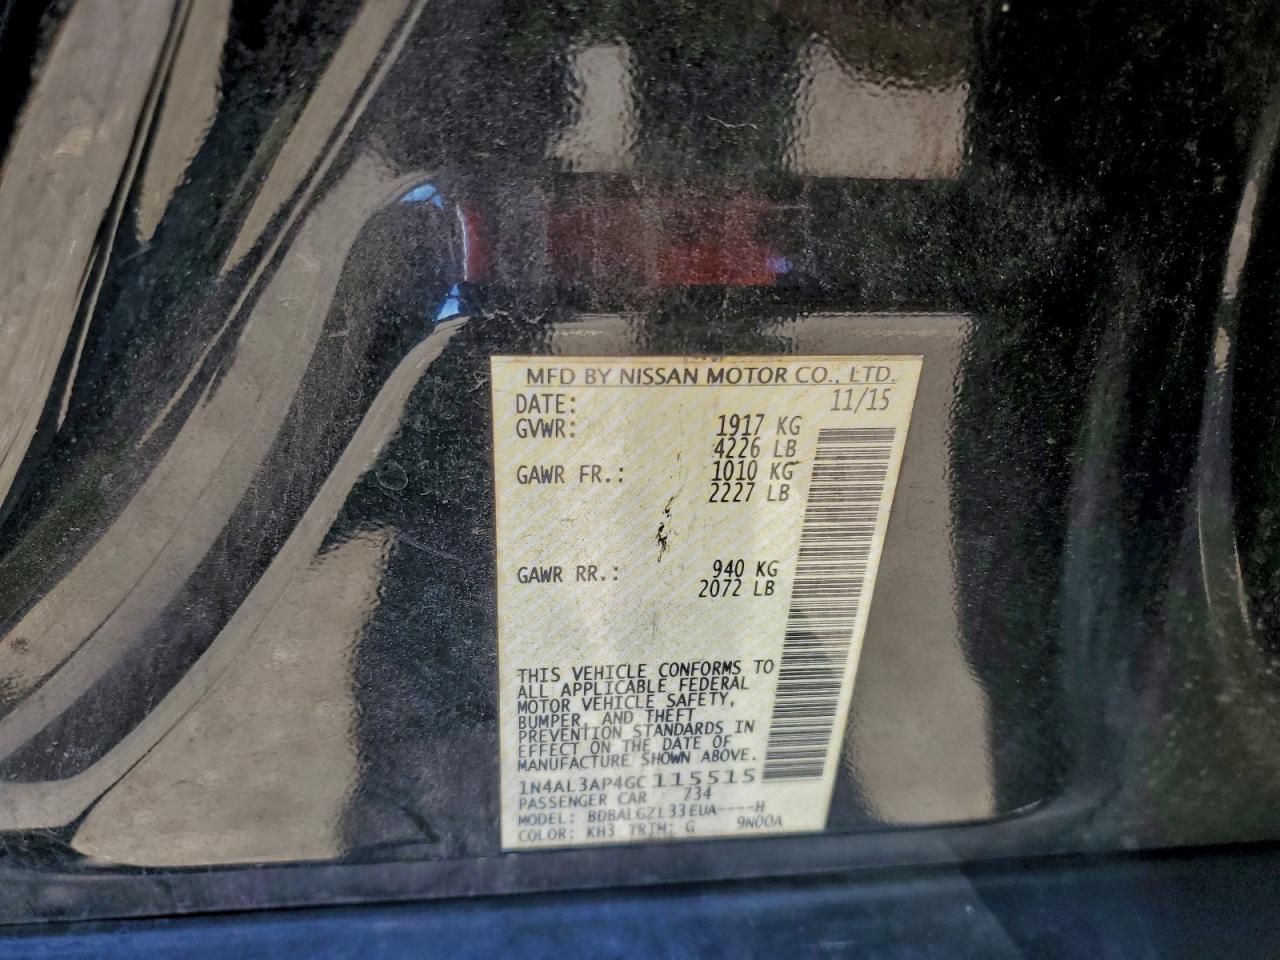 MFD BY NISSAN MOTOR CO., LTD.
DATE: 11/15
GVWR: 1917 KG
4226 LB
GAWR FR.: 1010 KG
2227 LB
GAWR RR.: 940 KG
2072 LB
THIS VEHICLE CONFORMS TO
ALL APPLICABLE FEDERAL
MOTOR VEHICLE SAFETY,
BUMPER, AND THEFT
PREVENTION STANDARDS IN
EFFECT ON THE DATE OF
MANUFACTURE SHOWN ABOVE.
1N4AL3AP4GC115515
PASSENGER CAR 734
MODEL: BDBALGZL33EUA----H
COLOR: KH3 TRIM: G 9N00A